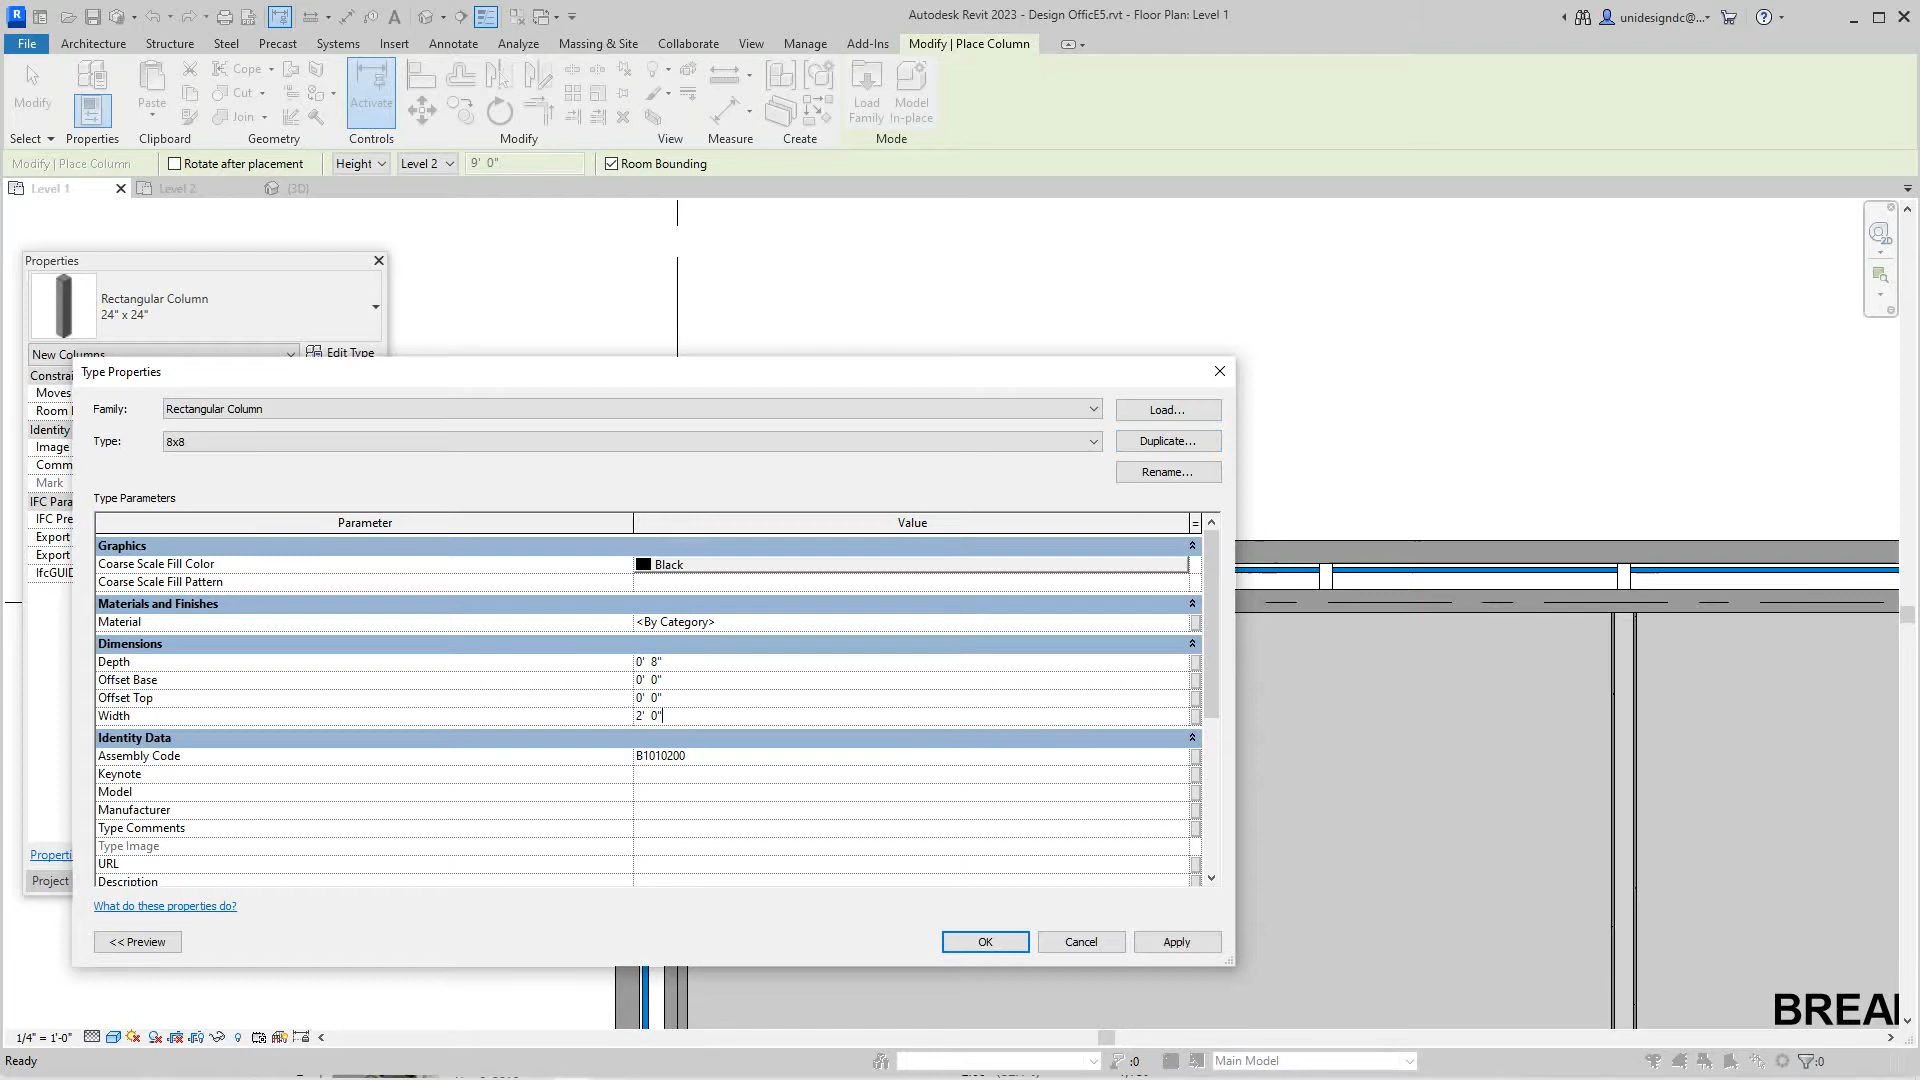 Autodesk Revit 2023 - Design OfficE5.rvt - Floor Plan: Level 1
unidesigndc@...
File Architecture Structure Steel Precast Systems Insert Annotate Analyze Massing & Site Collaborate View Manage Add-Ins Modify | Place Column
Modify
Paste
Cope
Cut
Join
Activate
Load Family
Model In-place
Select Properties Clipboard Geometry Controls Modify View Measure Create Mode
Modify | Place Column Rotate after placement Height Level 2 9' 0" Room Bounding
Level 1 Level 2 {3D}
2D
Properties
Rectangular Column
24" x 24"
New Columns Edit Type
Constrai
Moves
Room
Identity
Image
Comm
Mark
IFC Para
IFC Pre
Export
Export
IfcGUID
Properti
Project
Type Properties
Family: Rectangular Column Load...
Type: 8x8 Duplicate...
Rename...
Type Parameters
Parameter Value =
Graphics
Coarse Scale Fill Color Black
Coarse Scale Fill Pattern
Materials and Finishes
Material <By Category>
Dimensions
Depth 0' 8"
Offset Base 0' 0"
Offset Top 0' 0"
Width 2' 0"
Identity Data
Assembly Code B1010200
Keynote
Model
Manufacturer
Type Comments
Type Image
URL
Description
What do these properties do?
<< Preview OK Cancel Apply
BREA
1/4" = 1'-0"
Ready :0 Main Model :0